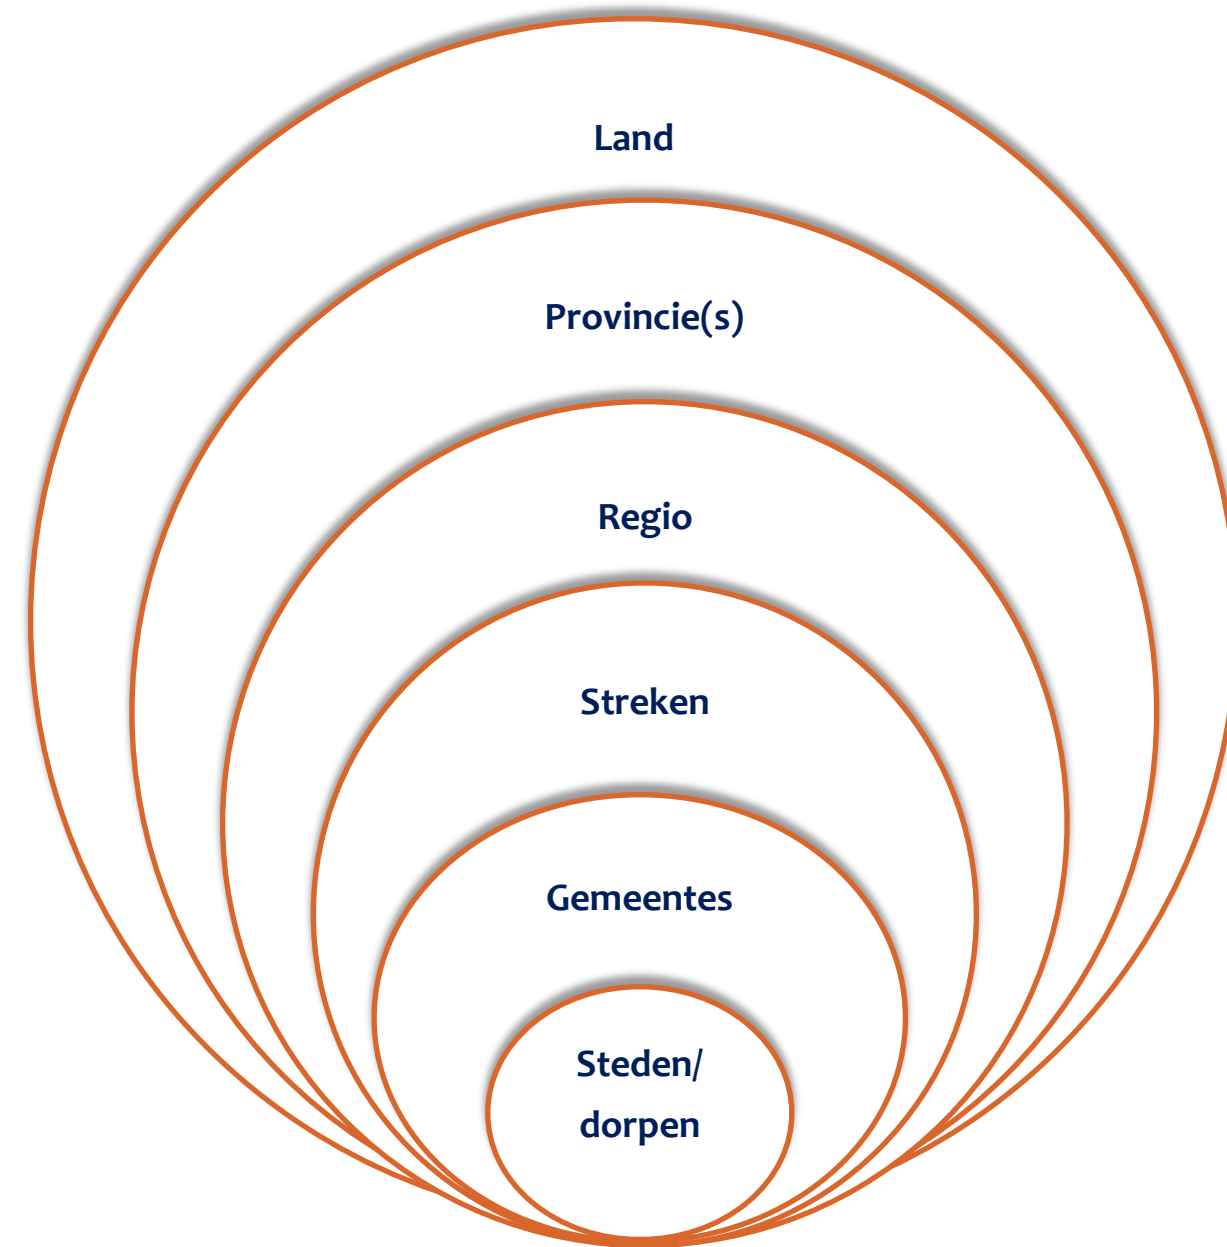 Land
Provincie(s)
Regio
Streken
Gemeentes
Steden/
dorpen